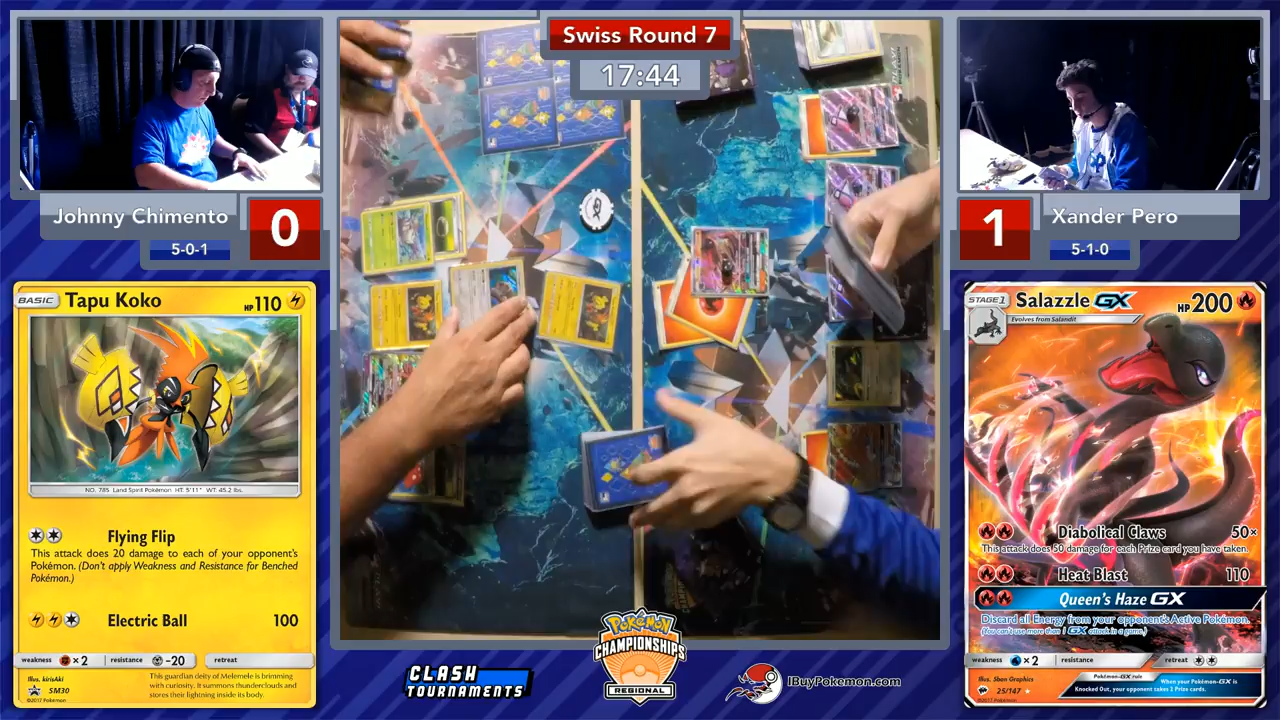 Swiss Round 7
17:44
Johnny Chimento
0
5-0-1
1
Xander Pero
5-1-0
BASIC Tapu Koko HP110
NO. 785 Land Spirit Pokémon HT: 5'11" WT: 45.2 lbs.
Flying Flip
This attack does 20 damage to each of your opponent's
Pokémon. (Don't apply Weakness and Resistance for Benched
Pokémon.)
Electric Ball 100
weakness ×2 resistance -20 retreat
Illus. kirisAki
SM30
©2017 Pokémon
This guardian deity of Melemele is brimming
with curiosity. It summons thunderclouds and
stores their lightning inside its body.
STAGE1 Salazzle GX HP200
Evolves from Salandit
Diabolical Claws 50×
This attack does 50 damage for each Prize card you have taken.
Heat Blast 110
Queen's Haze GX
Discard all Energy from your opponent's Active Pokémon.
(You can't use more than 1 GX attack in a game.)
weakness ×2 resistance retreat
Illus. 5ban Graphics
25/147
©2017 Pokémon
Pokémon-GX rule
When your Pokémon-GX is
Knocked Out, your opponent takes 2 Prize cards.
CLASH
TOURNAMENTS
Pokémon
CHAMPIONSHIPS
REGIONAL
IBuyPokemon.com